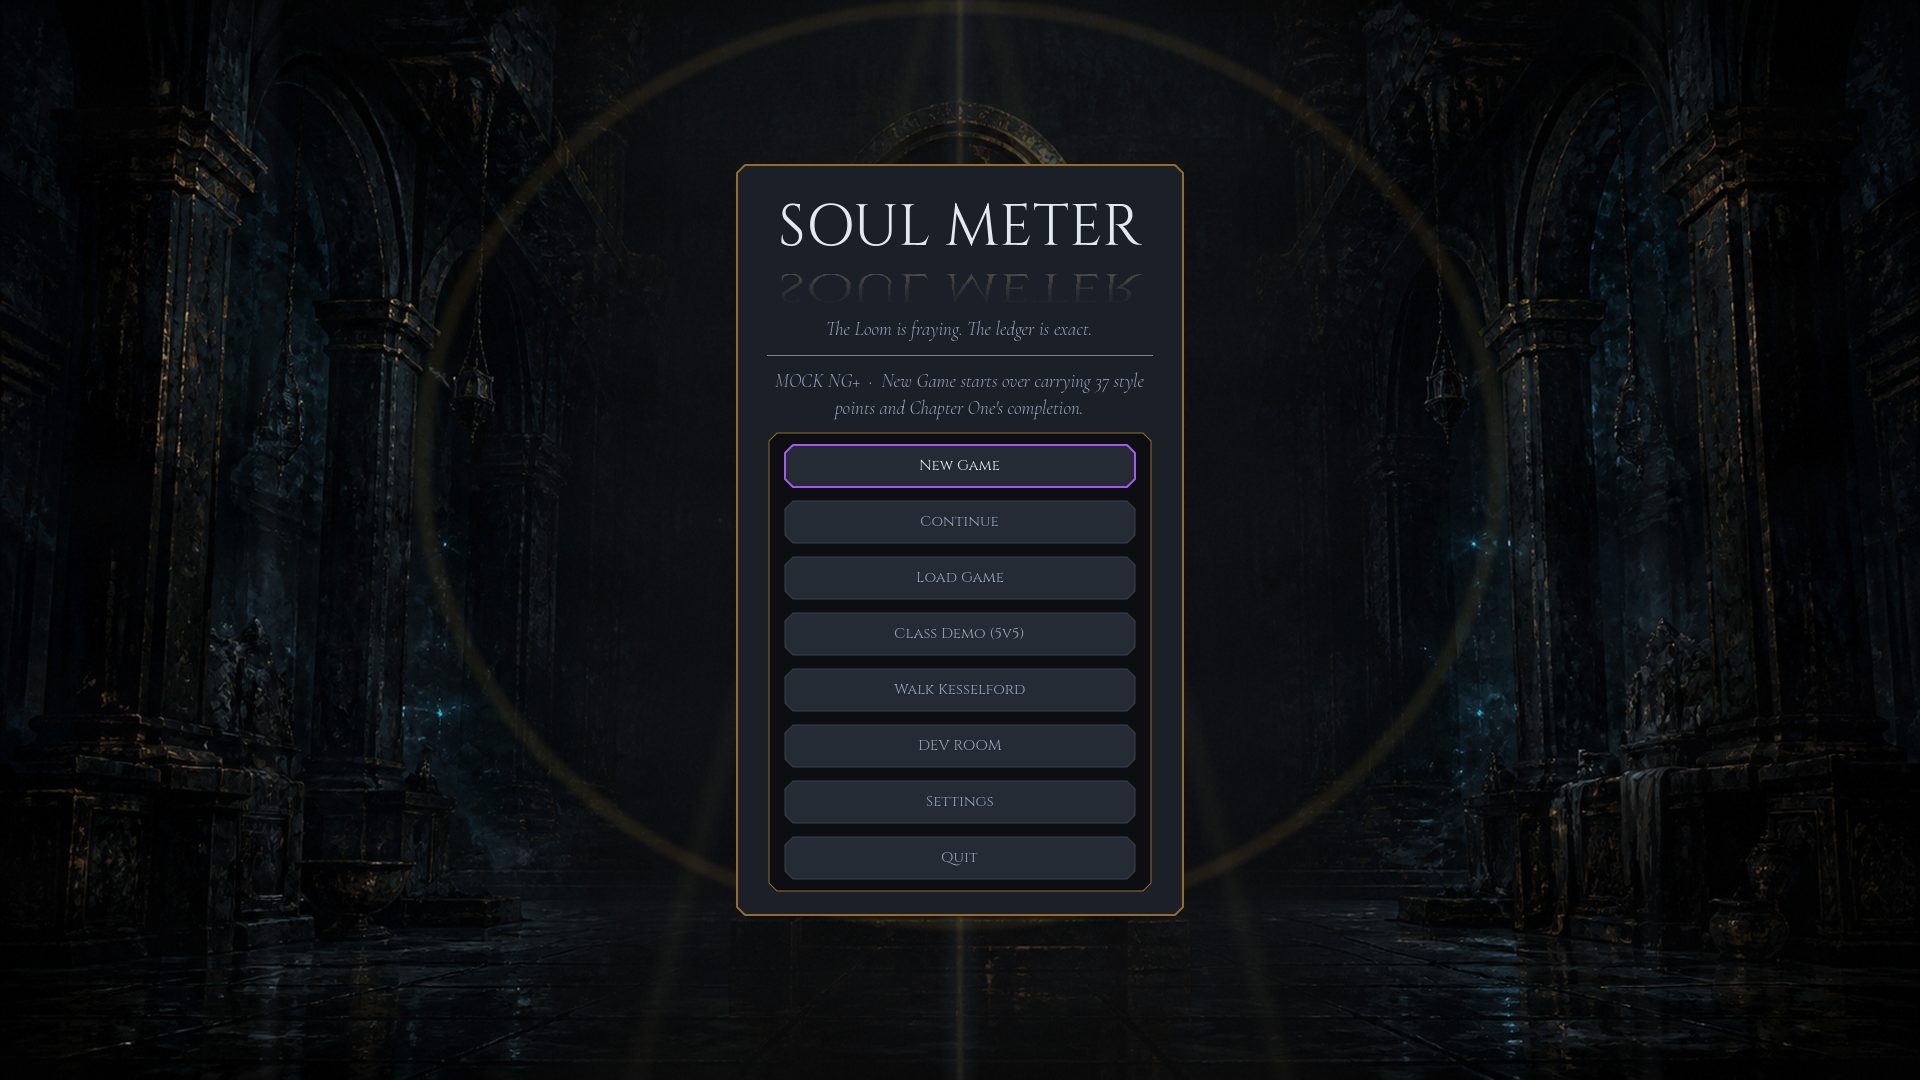 SOUL METER
SOUL METER
The Loom is fraying. The ledger is exact.
MOCK NG+ · New Game starts over carrying 37 style
points and Chapter One's completion.
New Game
Continue
Load Game
Class Demo (5v5)
Walk Kesselford
DEV ROOM
Settings
Quit